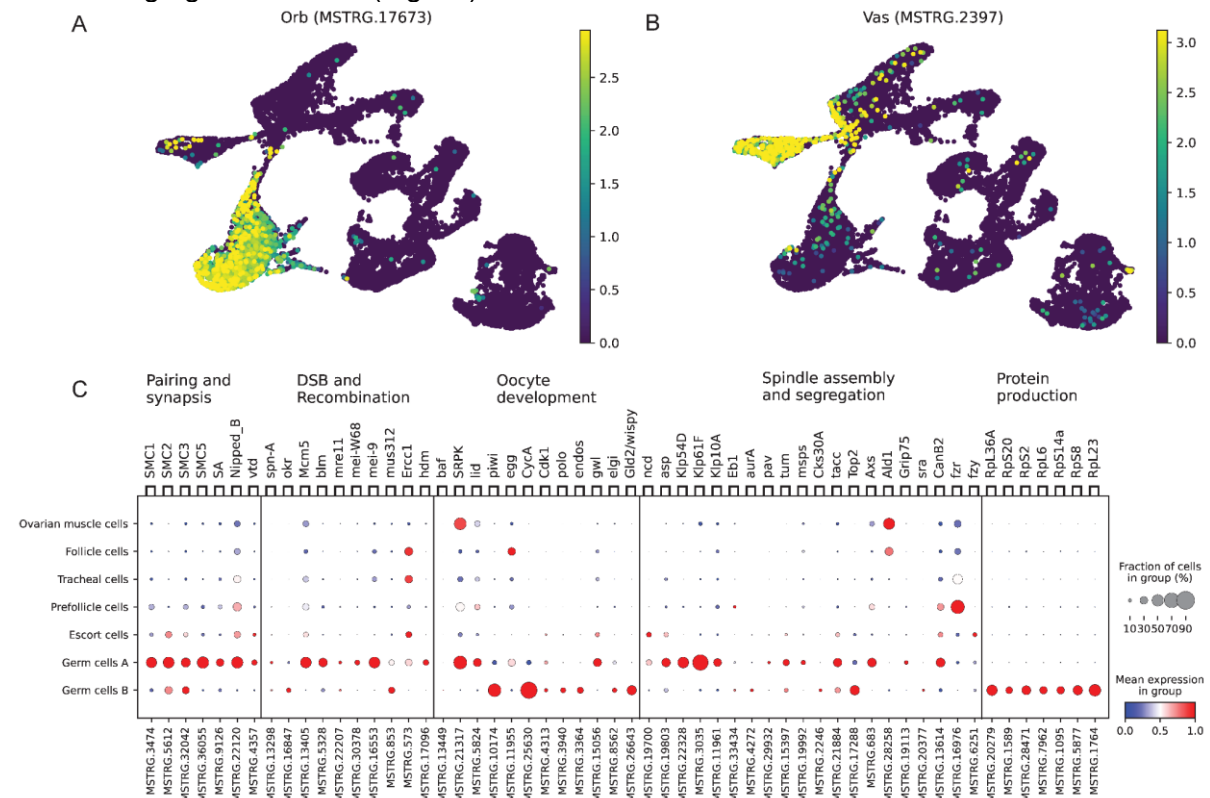 A
Orb (MSTRG.17673)
2.5
2.0
1.5
1.0
0.5
0.0
B
Vas (MSTRG.2397)
3.0
2.5
2.0
1.5
1.0
0.5
0.0
C
Pairing and
synapsis
DSB and
Recombination
Oocyte
development
Spindle assembly
and segregation
Protein
production
SMC1
SMC2
SMC3
SMC5
SA
Nipped_B
vtd
spn-A
okr
Mcm5
blm
mre11
mei-W68
mei-9
mus312
Ercc1
hdm
baf
SRPK
lid
piwi
egg
CycA
Cdk1
polo
endos
gwl
elgi
Gld2/wispy
ncd
asp
Klp54D
Klp61F
Klp10A
Eb1
aurA
pav
tum
msps
Cks30A
tacc
Top2
Axs
Ald1
Grip75
sra
CanB2
fzr
fzy
RpL36A
RpS20
RpS2
RpL6
RpS14a
RpS8
RpL23
Ovarian muscle cells
Follicle cells
Tracheal cells
Prefollicle cells
Escort cells
Germ cells A
Germ cells B
Fraction of cells
in group (%)
10 30 50 70 90
Mean expression
in group
0.0 0.5 1.0
MSTRG.3474
MSTRG.5612
MSTRG.32042
MSTRG.36055
MSTRG.9126
MSTRG.22120
MSTRG.4357
MSTRG.13298
MSTRG.16847
MSTRG.13405
MSTRG.5328
MSTRG.22207
MSTRG.30378
MSTRG.16553
MSTRG.853
MSTRG.573
MSTRG.17096
MSTRG.13449
MSTRG.21317
MSTRG.5824
MSTRG.10174
MSTRG.11955
MSTRG.25630
MSTRG.4313
MSTRG.3940
MSTRG.3364
MSTRG.15056
MSTRG.8562
MSTRG.26643
MSTRG.19700
MSTRG.19803
MSTRG.22328
MSTRG.3035
MSTRG.11961
MSTRG.33434
MSTRG.4272
MSTRG.29932
MSTRG.15397
MSTRG.19992
MSTRG.2246
MSTRG.21884
MSTRG.17288
MSTRG.683
MSTRG.28258
MSTRG.19113
MSTRG.20377
MSTRG.13614
MSTRG.16976
MSTRG.6251
MSTRG.20279
MSTRG.1589
MSTRG.28471
MSTRG.7962
MSTRG.1095
MSTRG.5877
MSTRG.1764